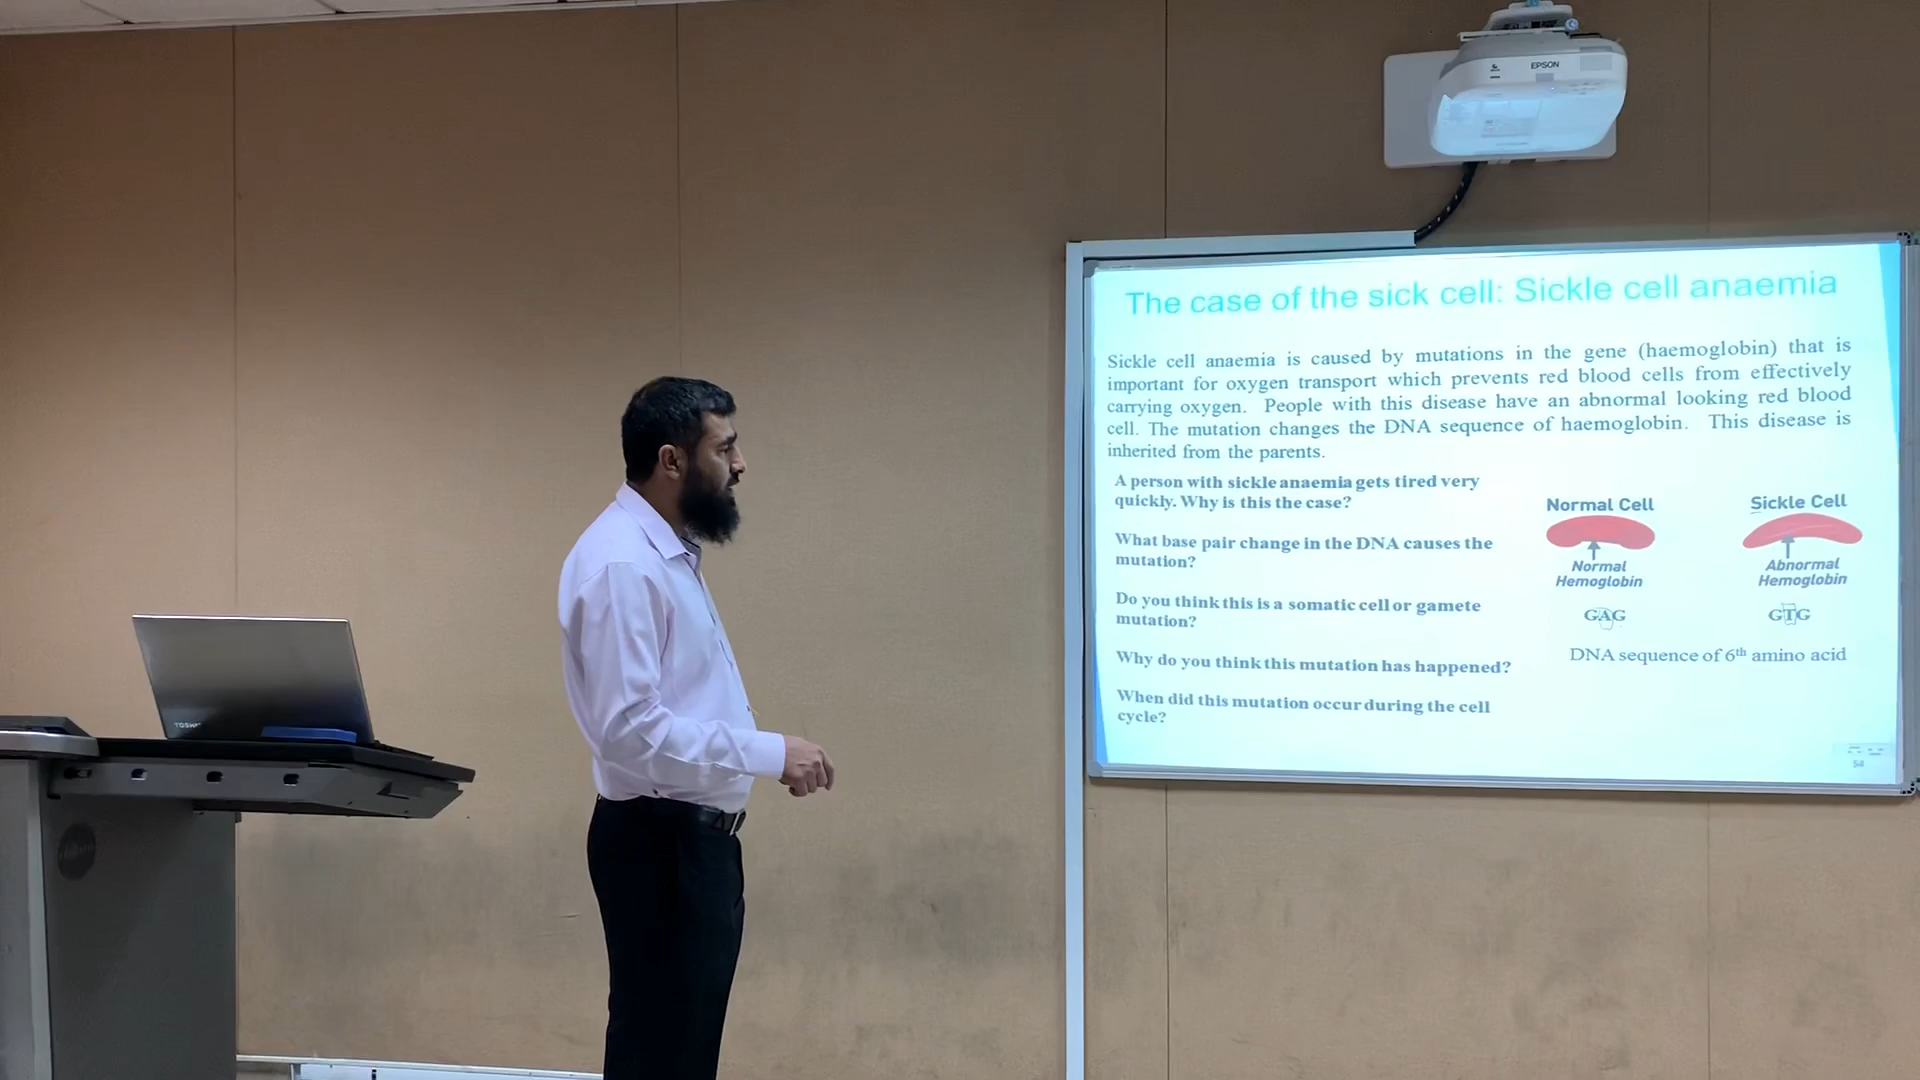 EPSON
The case of the sick cell: Sickle cell anaemia
Sickle cell anaemia is caused by mutations in the gene (haemoglobin) that is
important for oxygen transport which prevents red blood cells from effectively
carrying oxygen. People with this disease have an abnormal looking red blood
cell. The mutation changes the DNA sequence of haemoglobin. This disease is
inherited from the parents.
A person with sickle anaemia gets tired very
quickly. Why is this the case?
What base pair change in the DNA causes the
mutation?
Do you think this is a somatic cell or gamete
mutation?
Why do you think this mutation has happened?
When did this mutation occur during the cell
cycle?
Normal Cell
Normal
Hemoglobin
GAG
Sickle Cell
Abnormal
Hemoglobin
GTG
DNA sequence of 6th amino acid
54